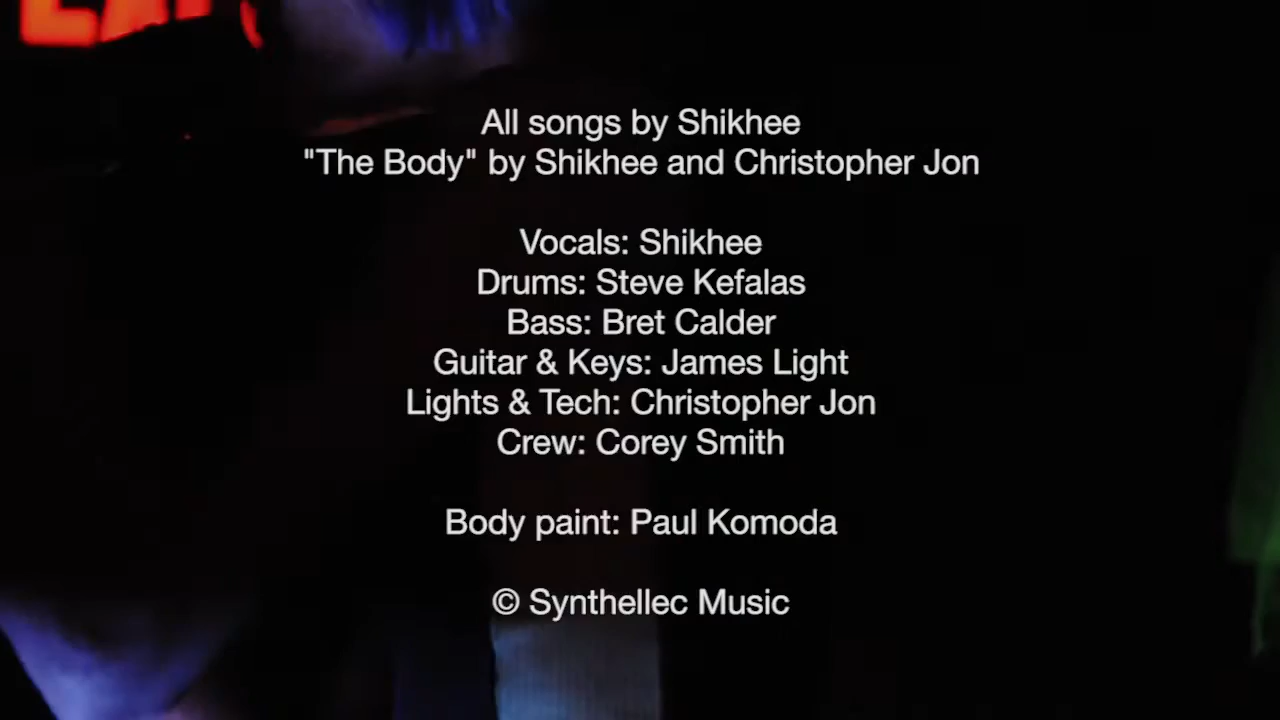 All songs by Shikhee
"The Body" by Shikhee and Christopher Jon
Vocals: Shikhee
Drums: Steve Kefalas
Bass: Bret Calder
Guitar & Keys: James Light
Lights & Tech: Christopher Jon
Crew: Corey Smith
Body paint: Paul Komoda
© Synthellec Music